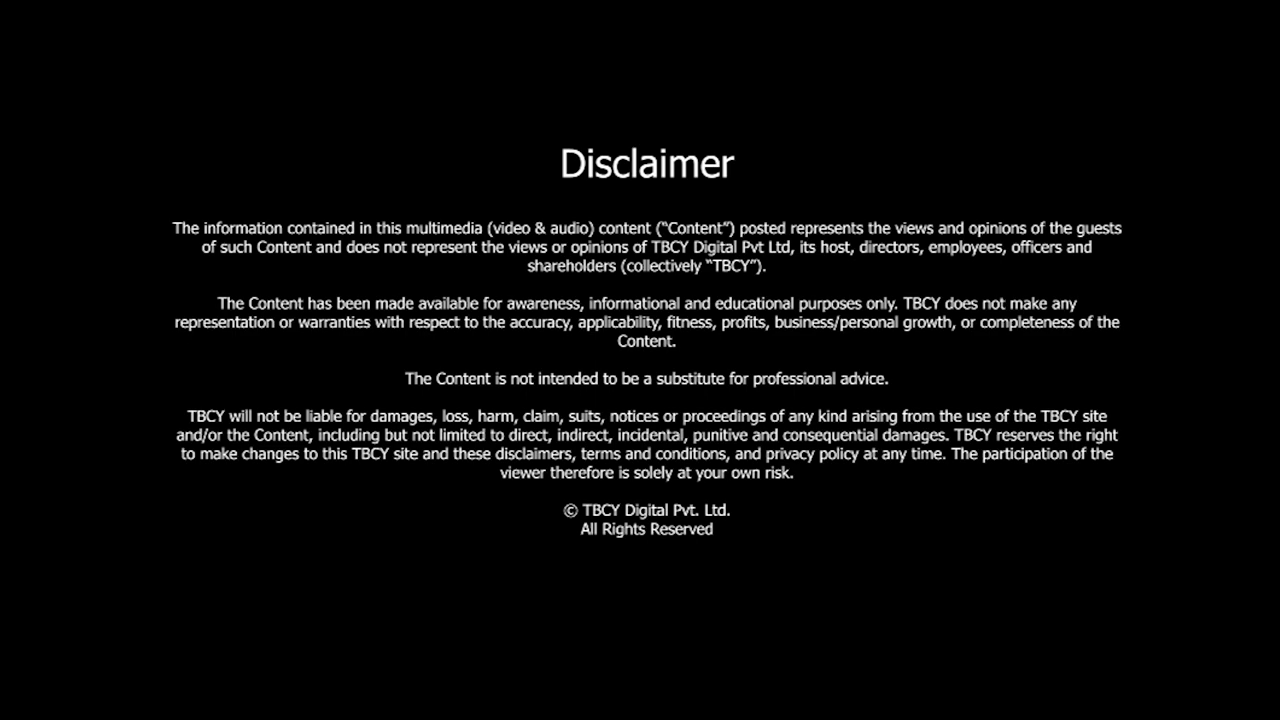 Disclaimer
The information contained in this multimedia (video & audio) content (“Content”) posted represents the views and opinions of the guests
of such Content and does not represent the views or opinions of TBCY Digital Pvt Ltd, its host, directors, employees, officers and
shareholders (collectively “TBCY”).
The Content has been made available for awareness, informational and educational purposes only. TBCY does not make any
representation or warranties with respect to the accuracy, applicability, fitness, profits, business/personal growth, or completeness of the
Content.
The Content is not intended to be a substitute for professional advice.
TBCY will not be liable for damages, loss, harm, claim, suits, notices or proceedings of any kind arising from the use of the TBCY site
and/or the Content, including but not limited to direct, indirect, incidental, punitive and consequential damages. TBCY reserves the right
to make changes to this TBCY site and these disclaimers, terms and conditions, and privacy policy at any time. The participation of the
viewer therefore is solely at your own risk.
© TBCY Digital Pvt. Ltd.
All Rights Reserved